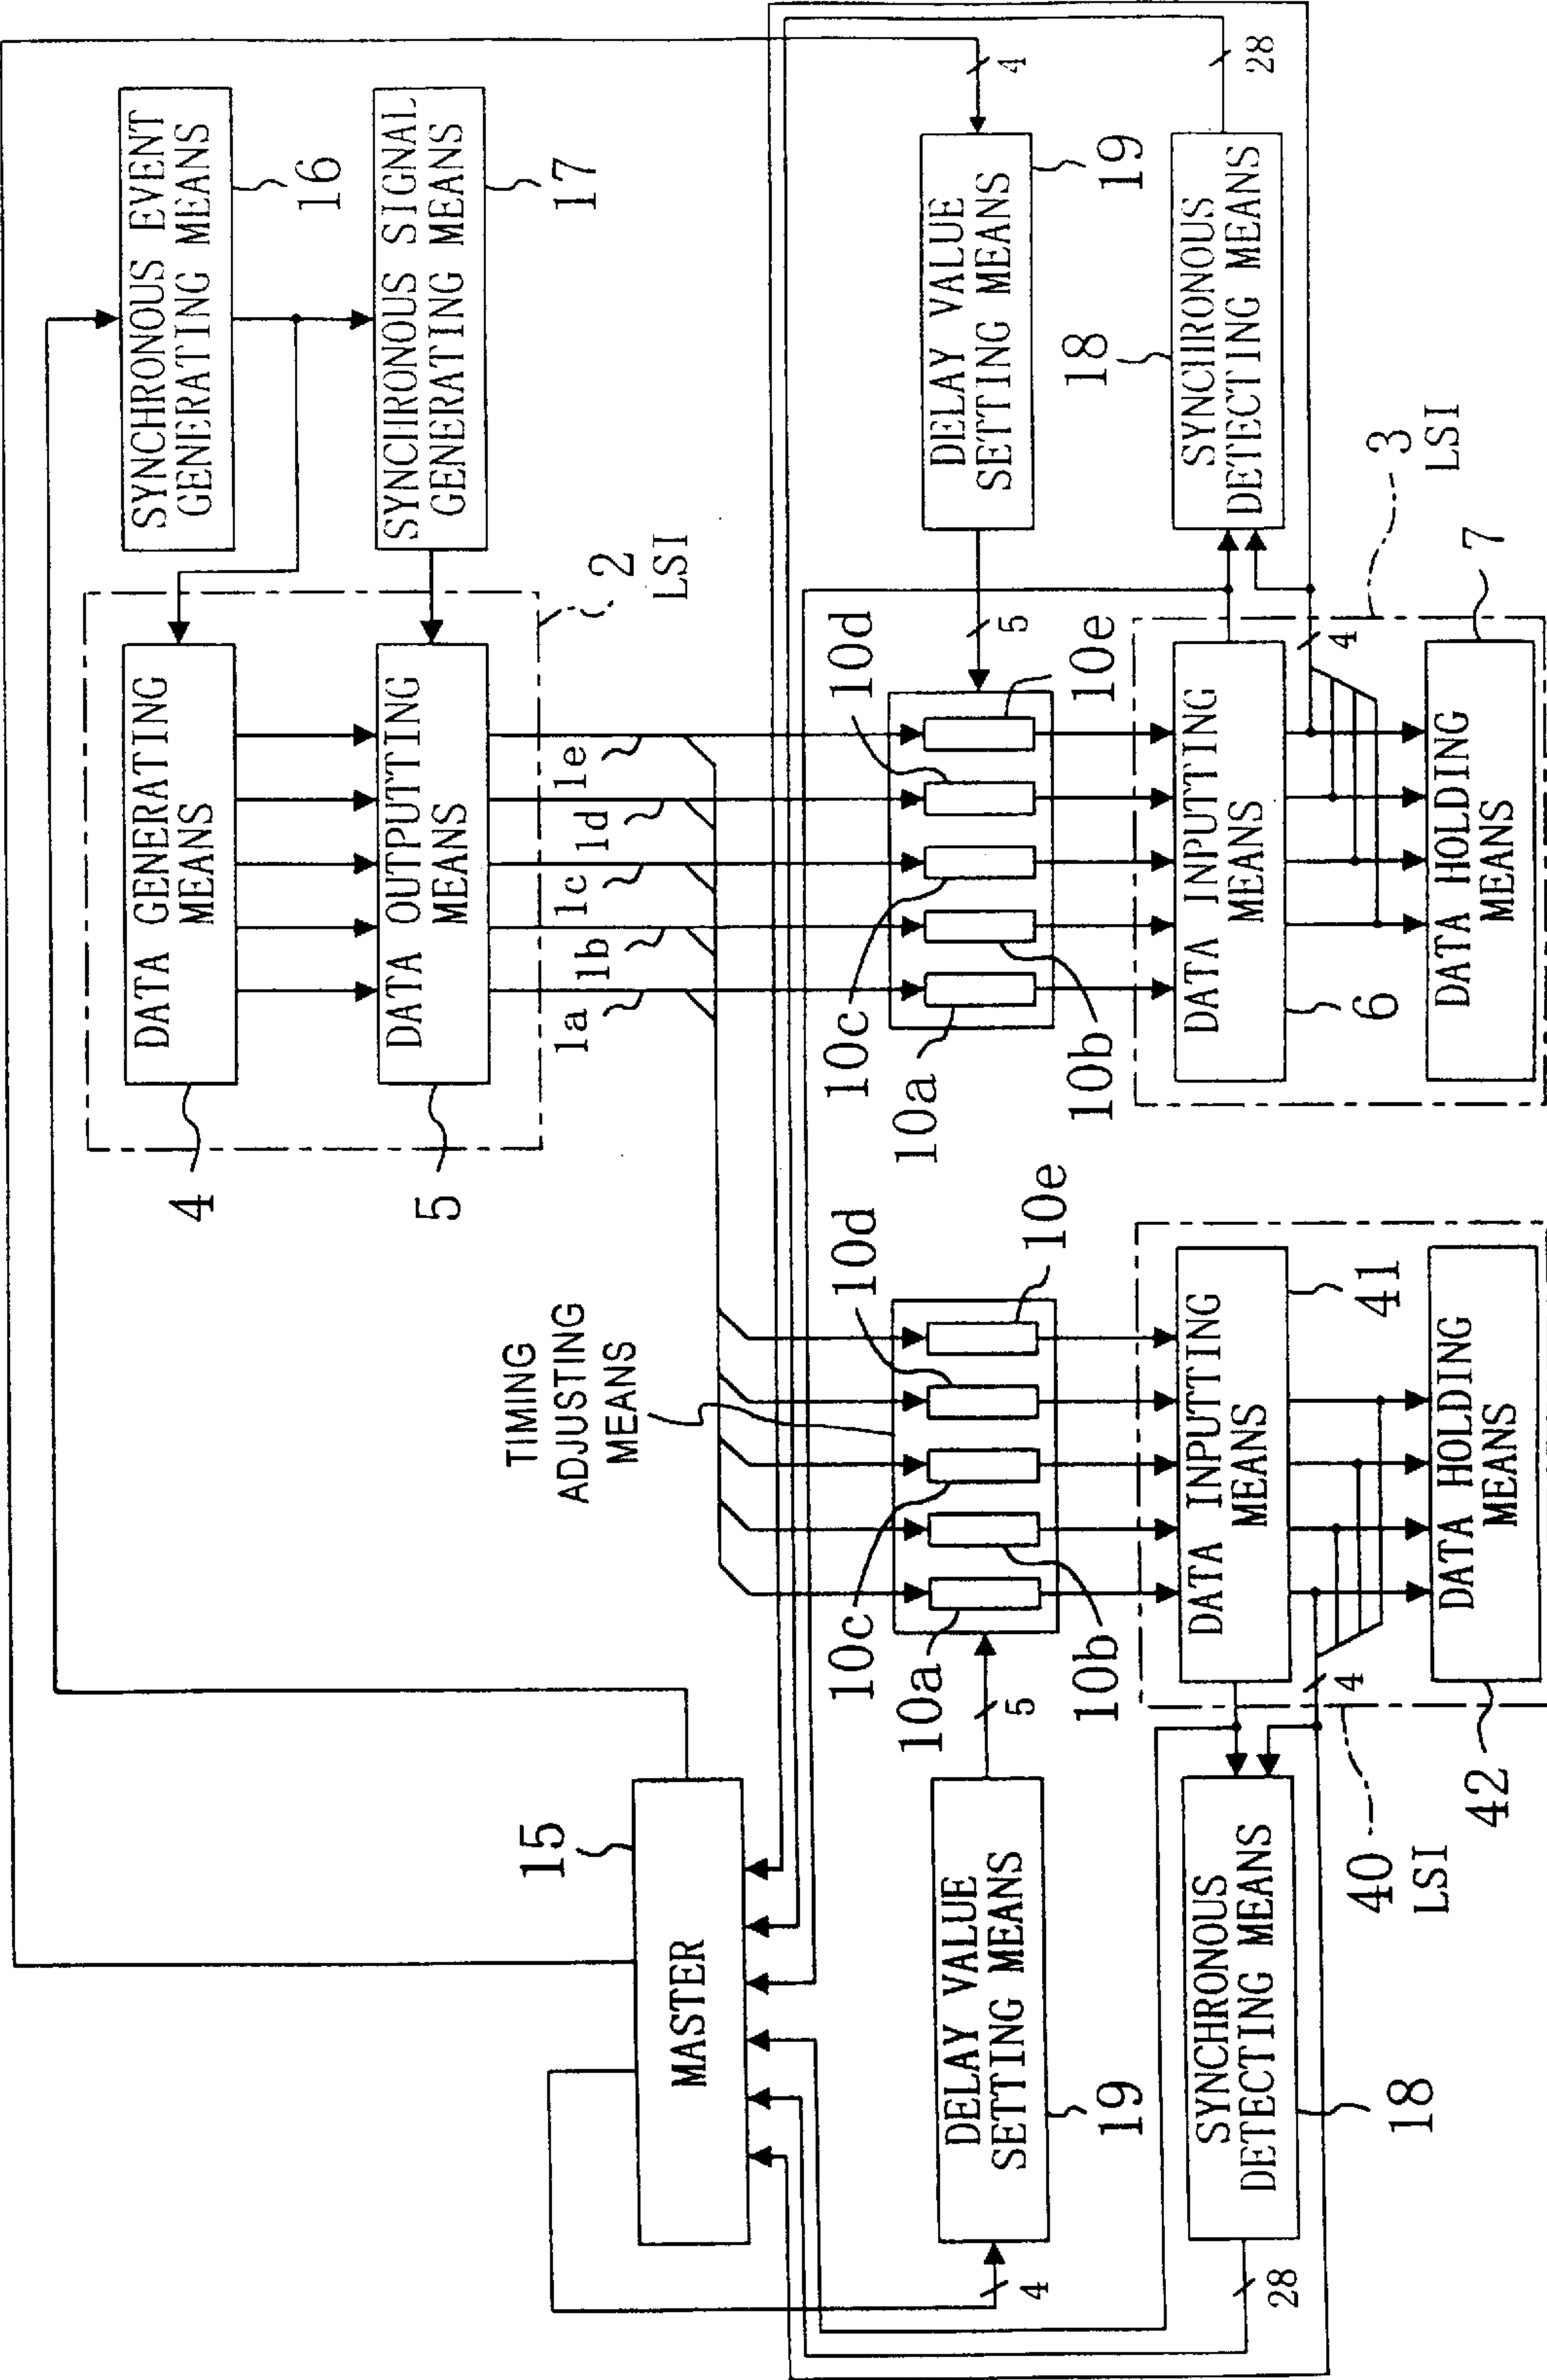 SYNCHRONOUS EVENT
GENERATING MEANS
16
SYNCHRONOUS SIGNAL
GENERATING MEANS
17
DATA GENERATING
MEANS
4
DATA OUTPUTTING
MEANS
5
2
LSI
1a
1b
1c
1d
1e
15
MASTER
TIMING
ADJUSTING
MEANS
4
DELAY VALUE
SETTING MEANS
19
5
10a
10b
10c
10d
10e
28
SYNCHRONOUS
DETECTING MEANS
18
DATA INPUTTING
MEANS
6
4
DATA HOLDING
MEANS
7
3
LSI
4
DELAY VALUE
SETTING MEANS
19
5
10a
10b
10c
10d
10e
28
SYNCHRONOUS
DETECTING MEANS
18
DATA INPUTTING
MEANS
41
4
DATA HOLDING
MEANS
42
40
LSI